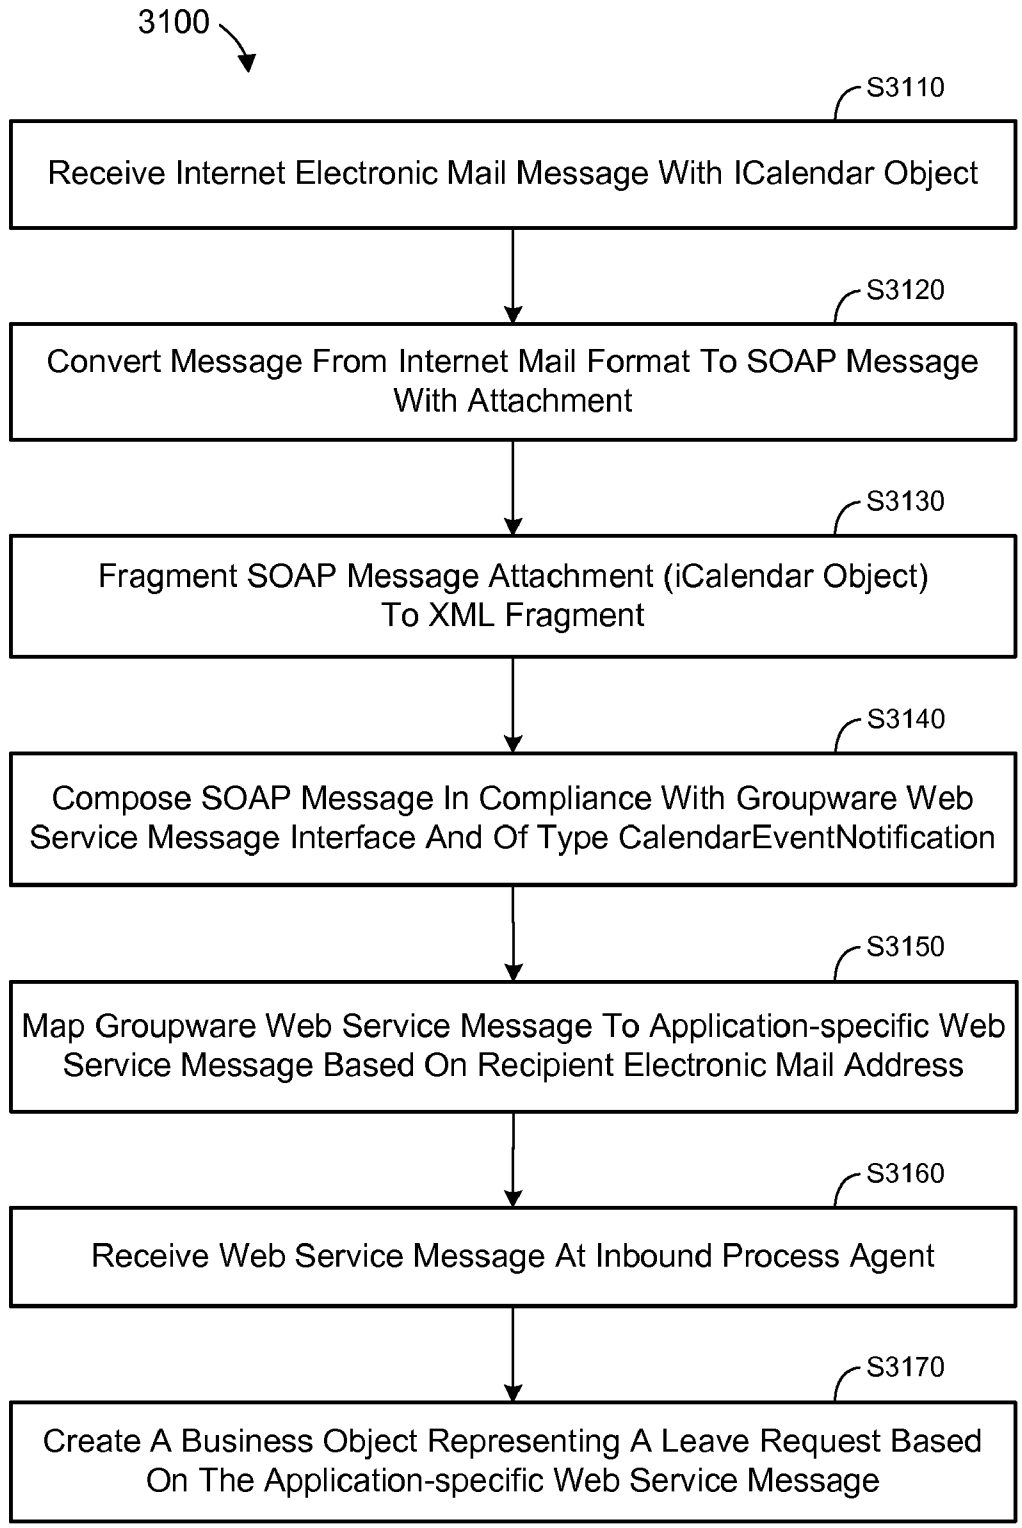 3100
S3110
Receive Internet Electronic Mail Message With ICalendar Object
S3120
Convert Message From Internet Mail Format To SOAP Message
With Attachment
S3130
Fragment SOAP Message Attachment (iCalendar Object)
To XML Fragment
S3140
Compose SOAP Message In Compliance With Groupware Web
Service Message Interface And Of Type CalendarEventNotification
S3150
Map Groupware Web Service Message To Application-specific Web
Service Message Based On Recipient Electronic Mail Address
S3160
Receive Web Service Message At Inbound Process Agent
S3170
Create A Business Object Representing A Leave Request Based
On The Application-specific Web Service Message